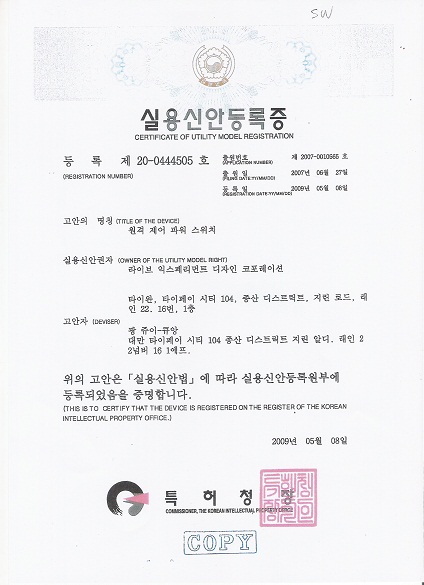 SW
실용신안등록증
CERTIFICATE OF UTILITY MODEL REGISTRATION
등 록 제 20-0444505 호
(REGISTRATION NUMBER)
출원번호 제 2007-0010565 호
(APPLICATION NUMBER)
출 원 일 2007년 06월 27일
(FILING DATE:YY/MM/DD)
등 록 일 2009년 05월 08일
(REGISTRATION DATE:YY/MM/DD)
고안의 명칭 (TITLE OF THE DEVICE)
원격 제어 파워 스위치
실용신안권자 (OWNER OF THE UTILITY MODEL RIGHT)
라이브 익스페리먼트 디자인 코포레이션
타이완, 타이페이 시티 104, 중산 디스트릭트, 지린 로드, 레
인 22. 16번, 1층
고안자 (DEVISER)
쾅 쥬이-큐앙
대만 타이페이 시티 104 중산 디스트릭트 지린 알디. 레인 2
2넘버 16 1에프.
위의 고안은「실용신안법」에 따라 실용신안등록원부에
등록되었음을 증명합니다.
(THIS IS TO CERTIFY THAT THE DEVICE IS REGISTERED ON THE REGISTER OF THE KOREAN
INTELLECTUAL PROPERTY OFFICE.)
2009년 05월 08일
특 허 청 장
COMMISSIONER, THE KOREAN INTELLECTUAL PROPERTY OFFICE
COPY